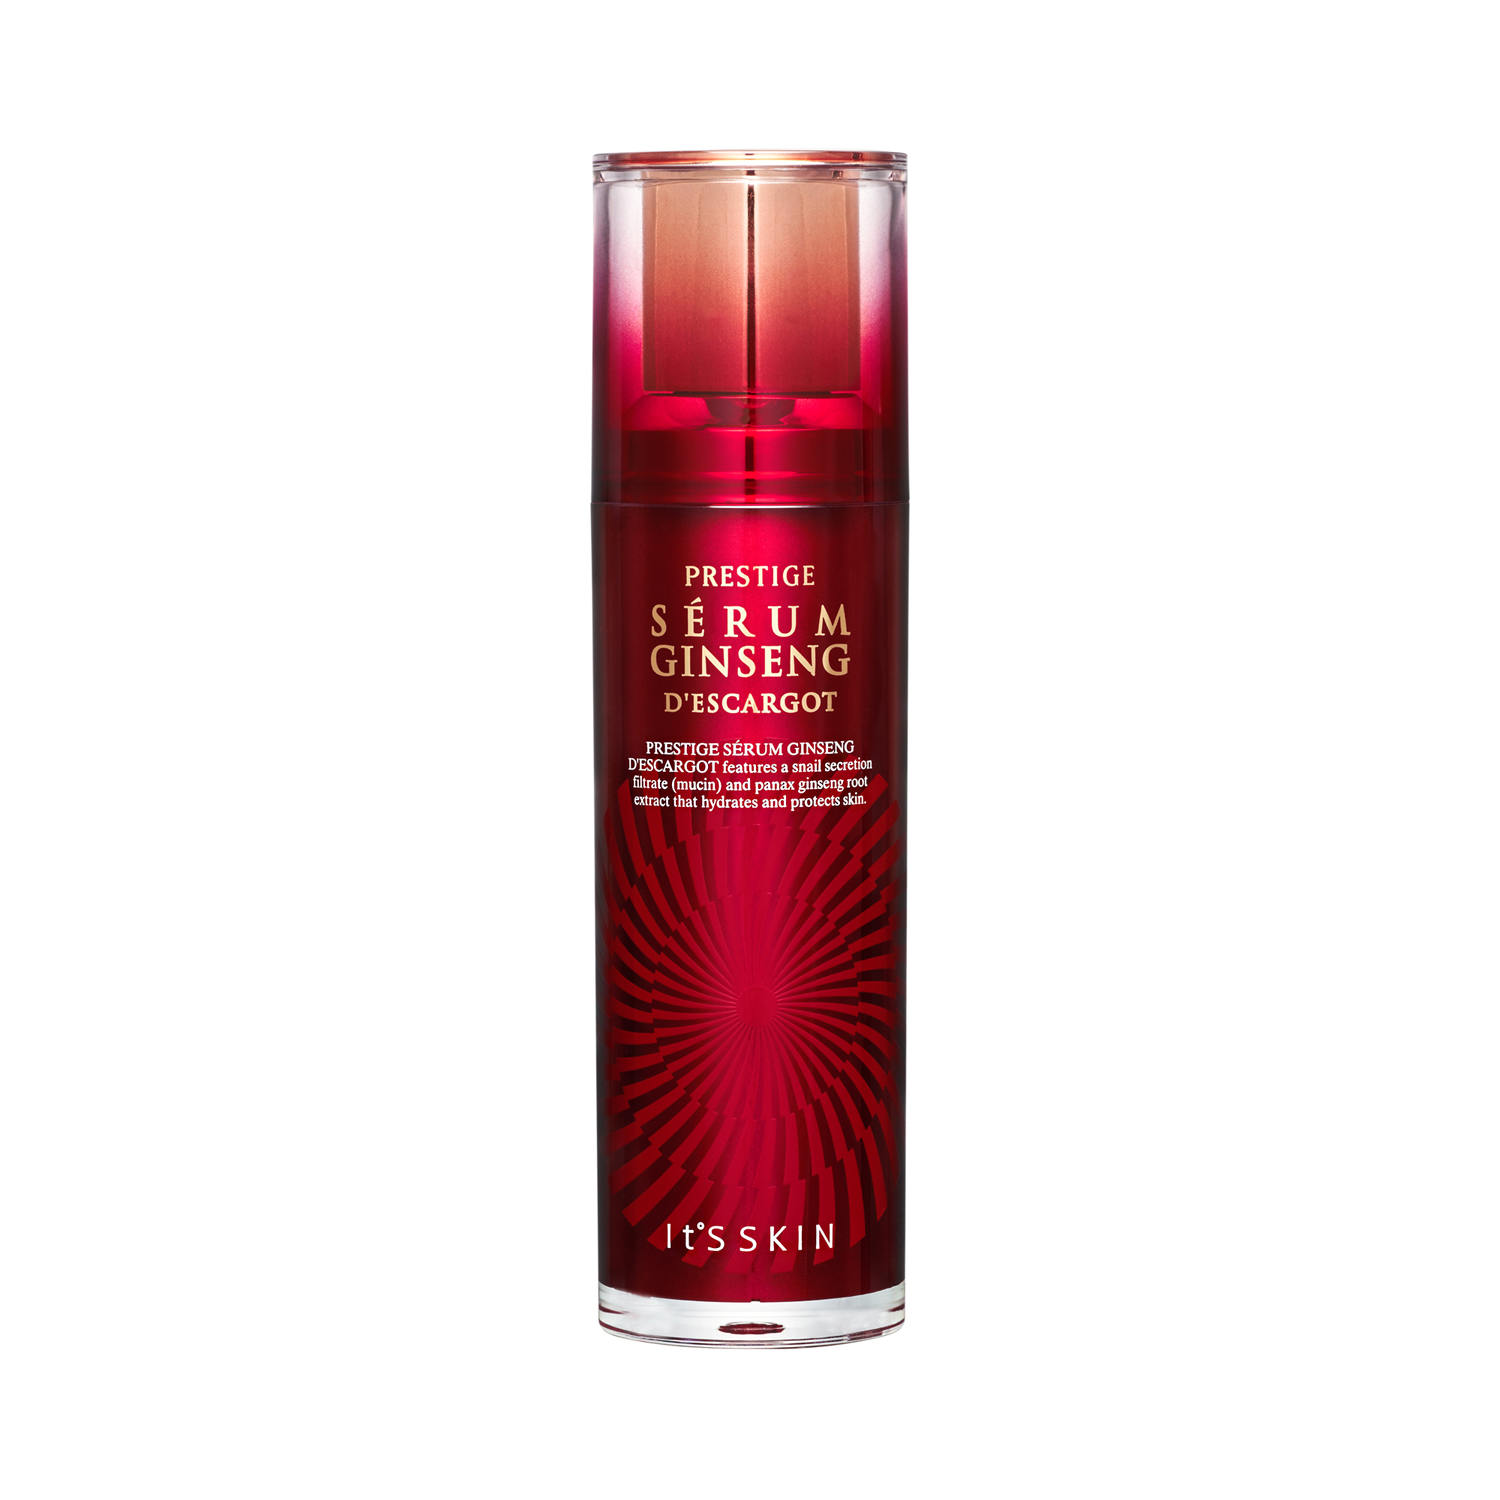 PRESTIGE
SÉRUM
GINSENG
D'ESCARGOT
PRESTIGE SÉRUM GINSENG
D'ESCARGOT features a snail secretion
filtrate (mucin) and panax ginseng root
extract that hydrates and protects skin.
It'S SKIN